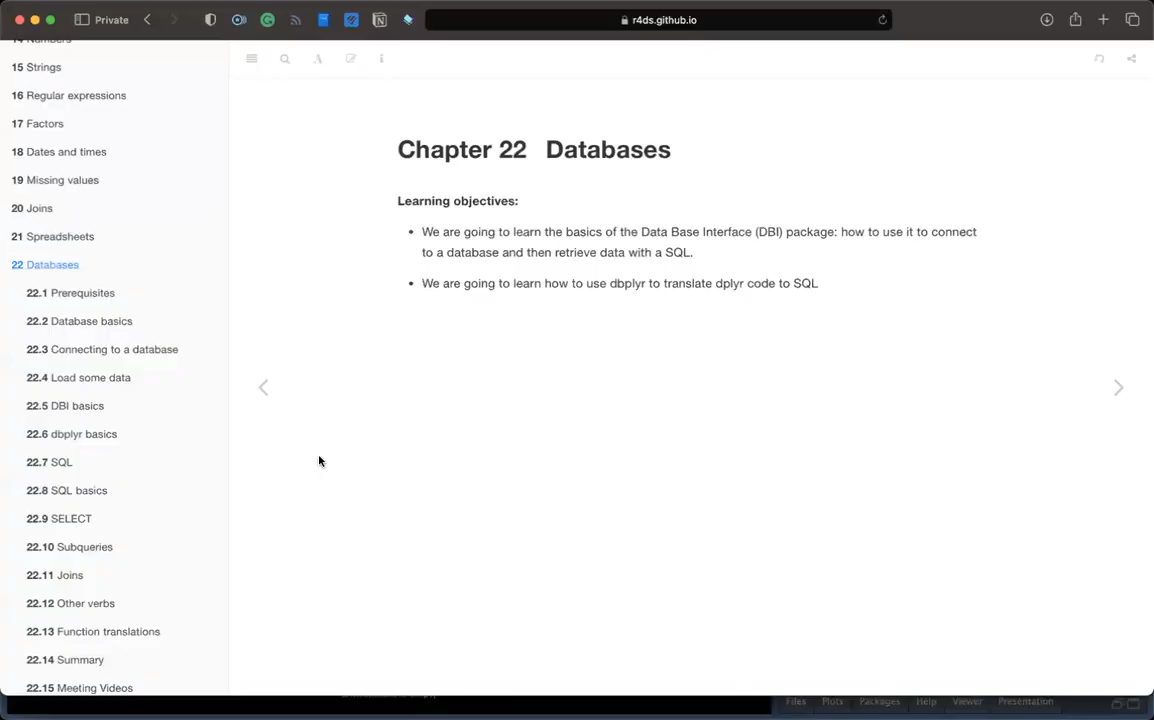 Private
r4ds.github.io
14 Numbers
15 Strings
16 Regular expressions
17 Factors
18 Dates and times
19 Missing values
20 Joins
21 Spreadsheets
22 Databases
22.1 Prerequisites
22.2 Database basics
22.3 Connecting to a database
22.4 Load some data
22.5 DBI basics
22.6 dbplyr basics
22.7 SQL
22.8 SQL basics
22.9 SELECT
22.10 Subqueries
22.11 Joins
22.12 Other verbs
22.13 Function translations
22.14 Summary
22.15 Meeting Videos
Chapter 22 Databases
Learning objectives:
• We are going to learn the basics of the Data Base Interface (DBI) package: how to use it to connect
to a database and then retrieve data with a SQL.
• We are going to learn how to use dbplyr to translate dplyr code to SQL
Files Plots Packages Help Viewer Presentation